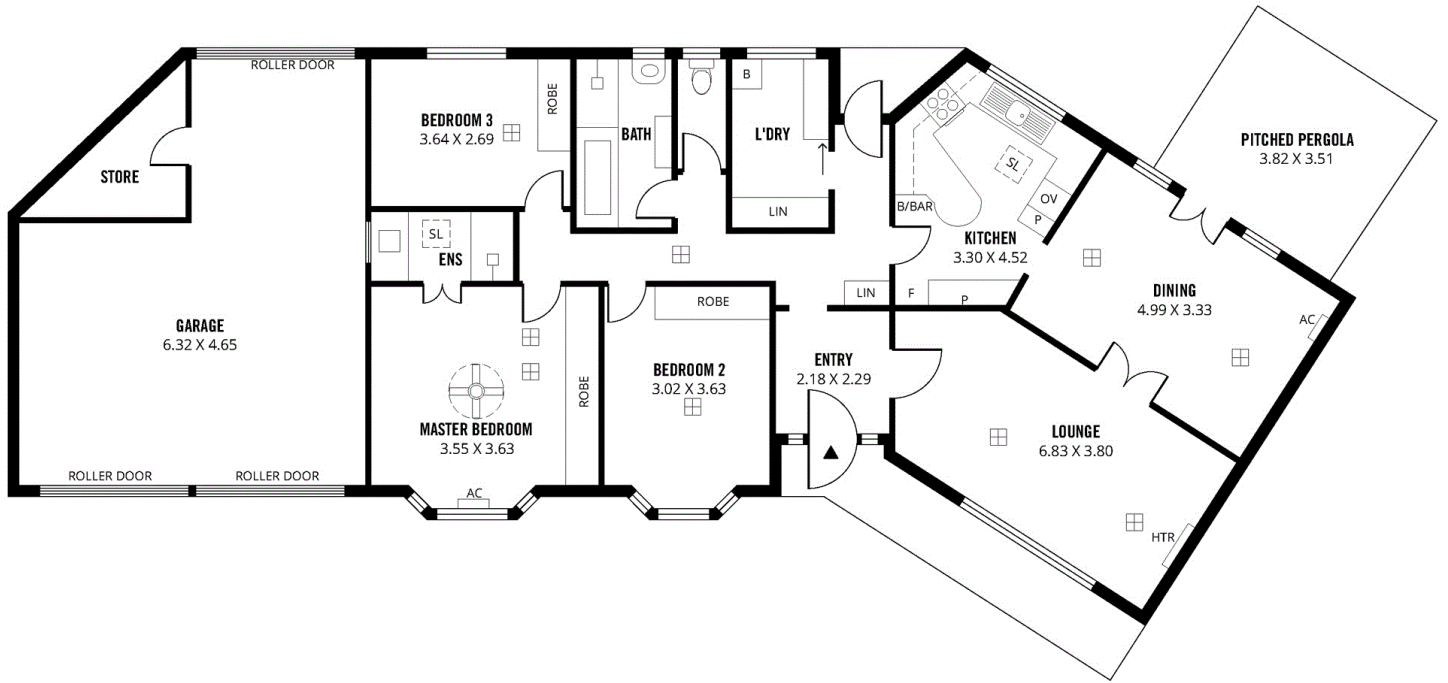 ROLLER DOOR
STORE
GARAGE
6.32 X 4.65
ROLLER DOOR
ROLLER DOOR
BEDROOM 3
3.64 X 2.69
ROBE
BATH
B
L'DRY
LIN
SL
ENS
MASTER BEDROOM
3.55 X 3.63
AC
ROBE
ROBE
BEDROOM 2
3.02 X 3.63
ENTRY
2.18 X 2.29
LIN
B/BAR
SL
OV
P
KITCHEN
3.30 X 4.52
F
P
DINING
4.99 X 3.33
AC
LOUNGE
6.83 X 3.80
HTR
PITCHED PERGOLA
3.82 X 3.51